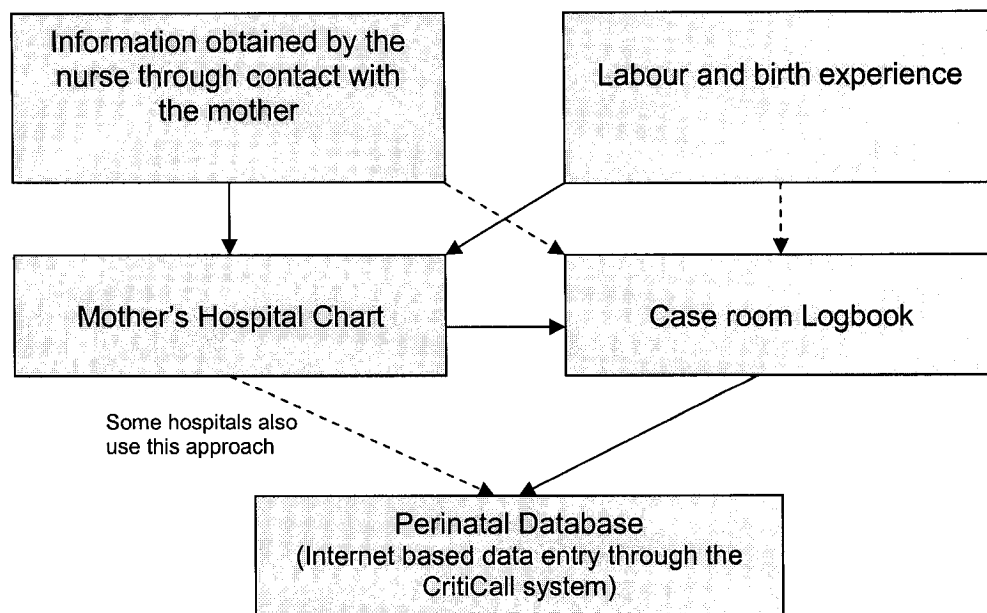 Information obtained by the
nurse through contact with
the mother
Labour and birth experience
Mother's Hospital Chart
Case room Logbook
Some hospitals also
use this approach
Perinatal Database
(Internet based data entry through the
CritiCall system)